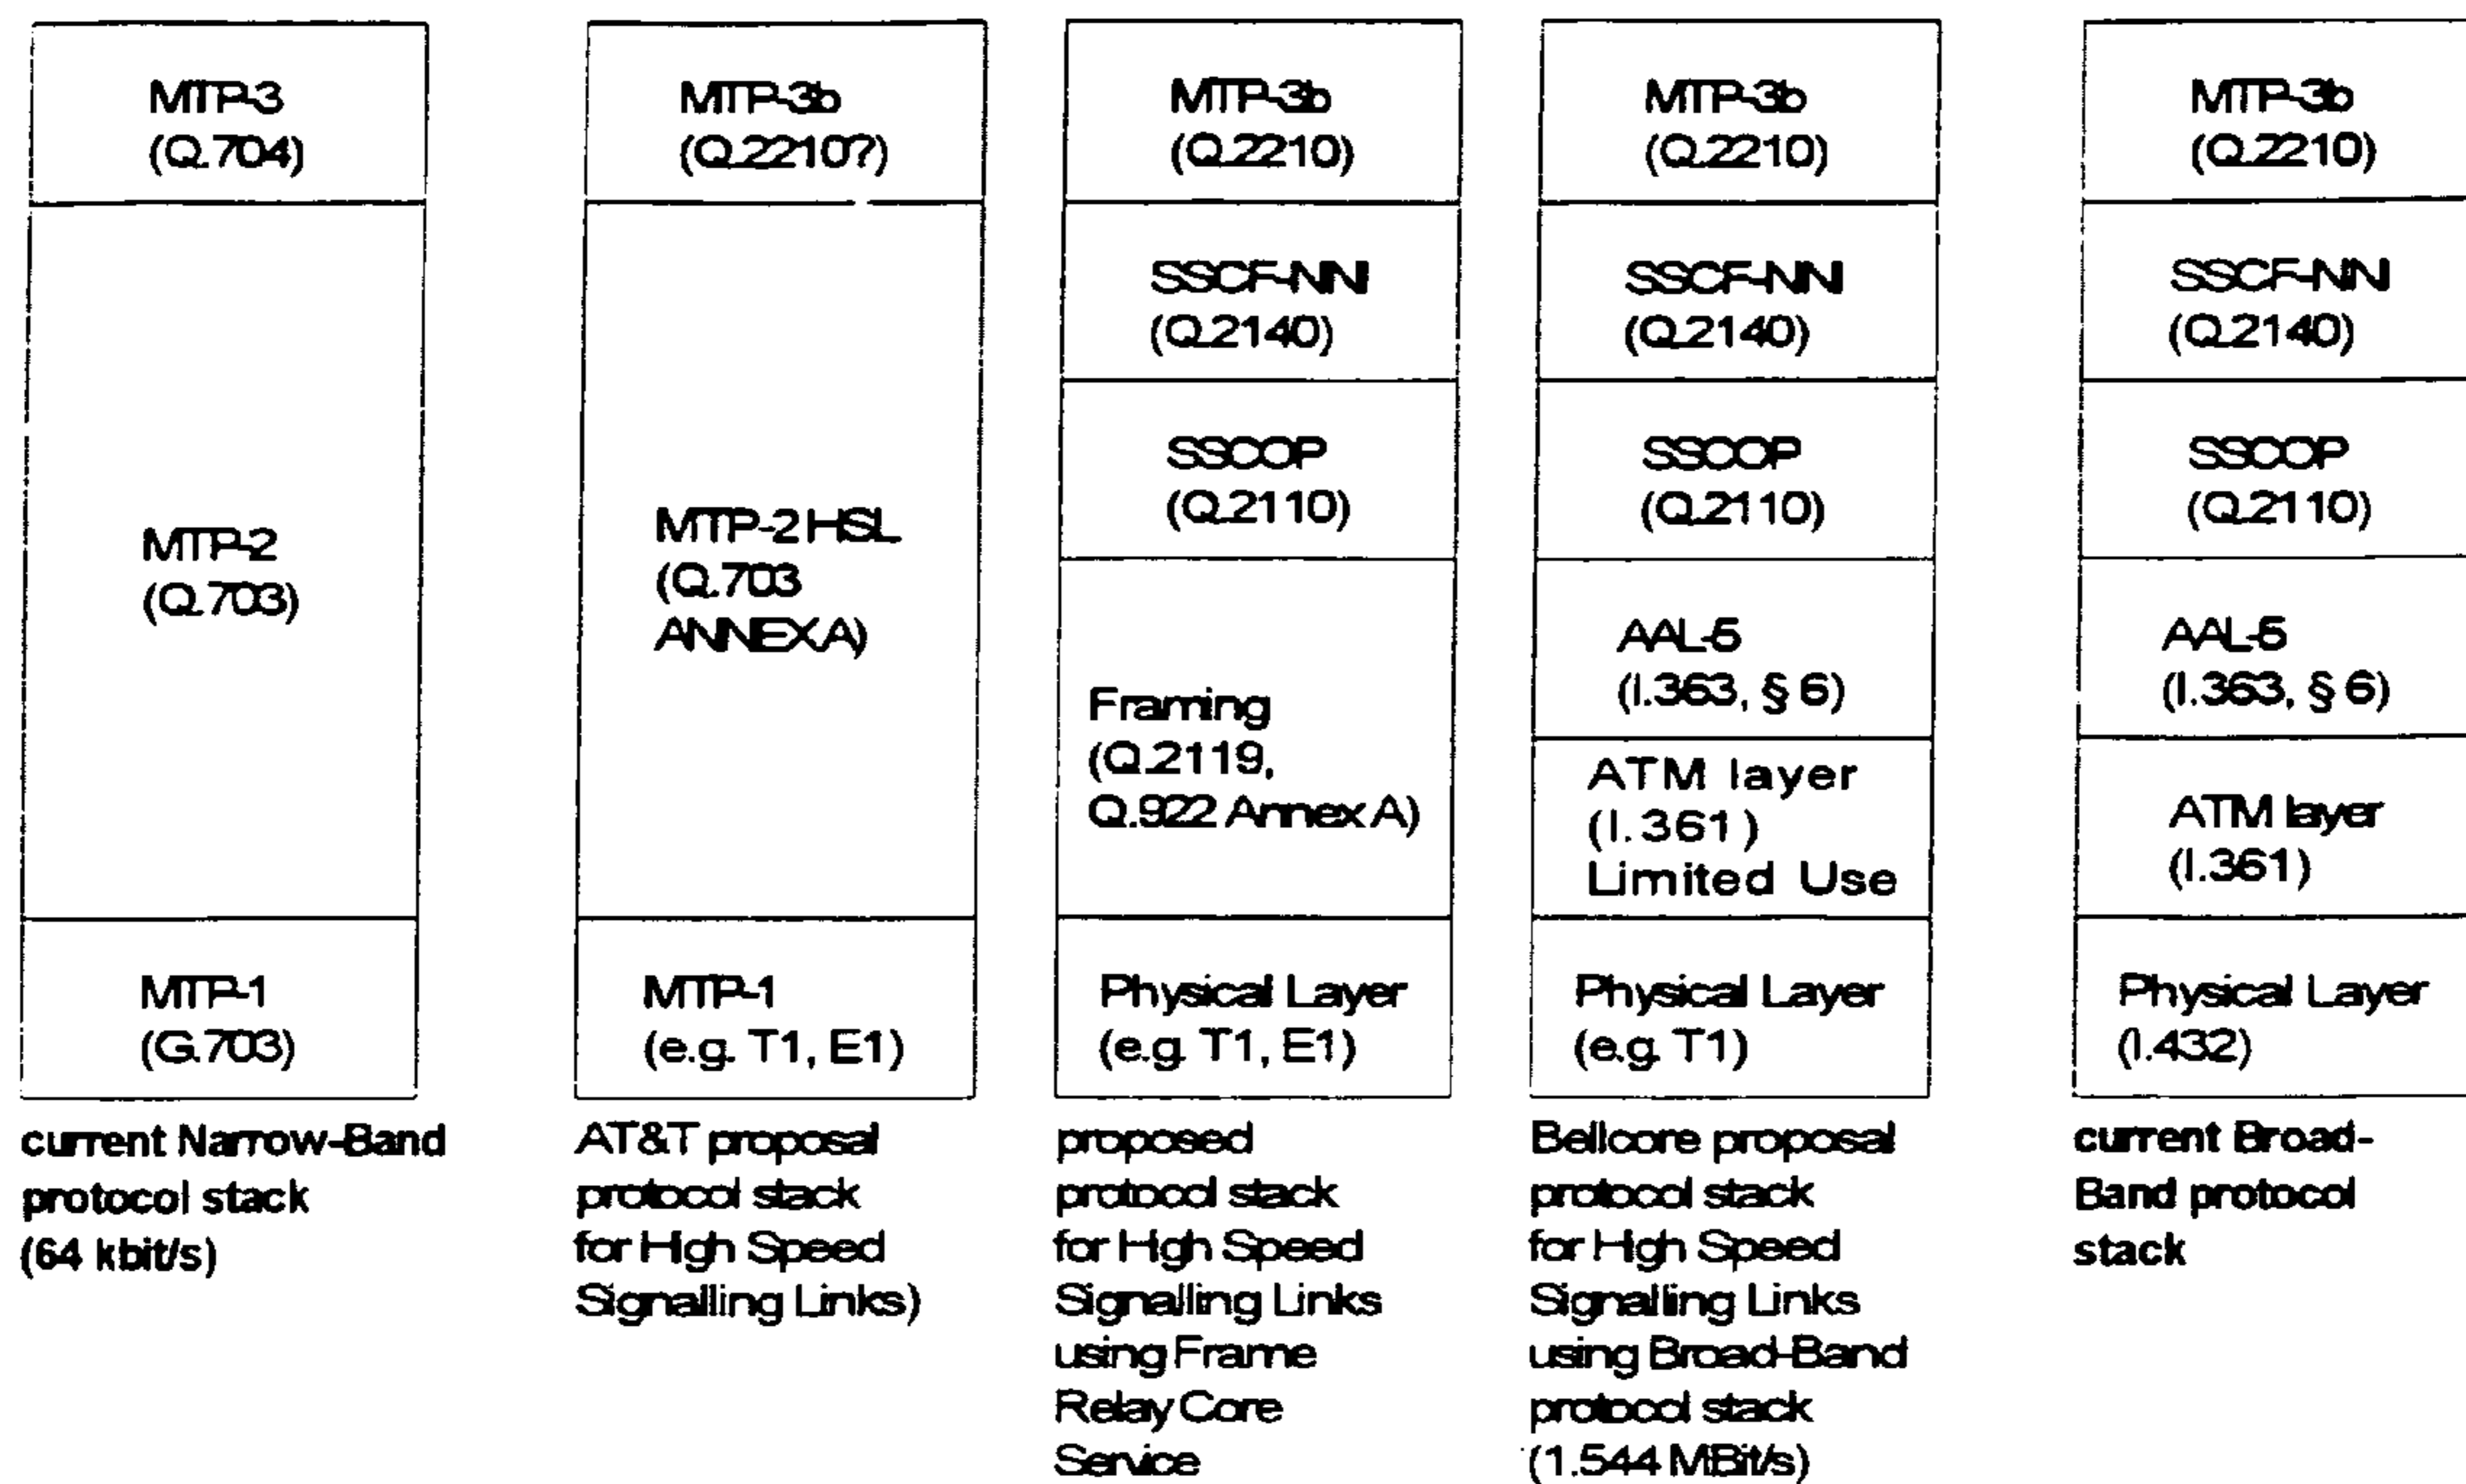 MTP-3
(Q.704)
MTP-2
(Q.703)
MTP-1
(G.703)
current Narrow-Band
protocol stack
(64 kbit/s)
MTP-3b
(Q.2210?)
MTP-2 HSL
(Q.703
ANNEX A)
MTP-1
(e.g. T1, E1)
AT&T proposal
protocol stack
for High Speed
Signalling Links)
MTP-3b
(Q.2210)
SSCF-NNI
(Q.2140)
SSCOP
(Q.2110)
Framing
(Q.2119,
Q.922 Annex A)
Physical Layer
(e.g. T1, E1)
proposed
protocol stack
for High Speed
Signalling Links
using Frame
Relay Core
Service
MTP-3b
(Q.2210)
SSCF-NNI
(Q.2140)
SSCOP
(Q.2110)
AAL-5
(I.363, § 6)
ATM layer
(I.361)
Limited Use
Physical Layer
(e.g. T1)
Bellcore proposal
protocol stack
for High Speed
Signalling Links
using Broad-Band
protocol stack
(1.544 MBit/s)
MTP-3b
(Q.2210)
SSCF-NNI
(Q.2140)
SSCOP
(Q.2110)
AAL-5
(I.363, § 6)
ATM layer
(I.361)
Physical Layer
(I.432)
current Broad-
Band protocol
stack